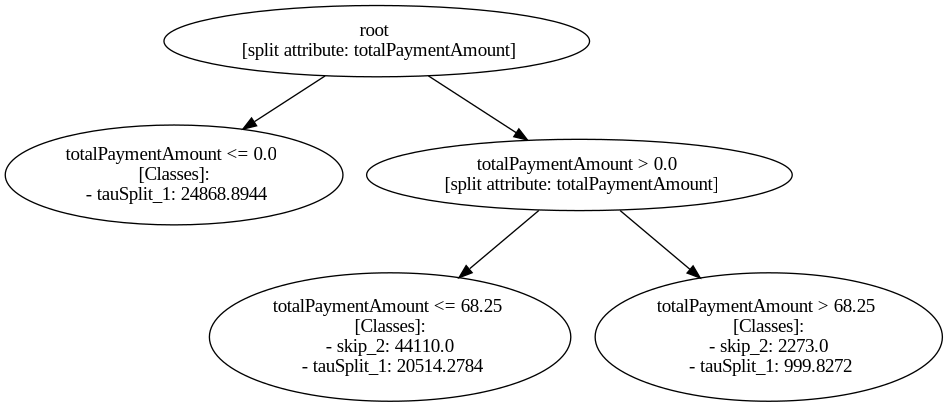 root
[split attribute: totalPaymentAmount]
totalPaymentAmount <= 0.0
[Classes]:
- tauSplit_1: 24868.8944
totalPaymentAmount > 0.0
[split attribute: totalPaymentAmount]
totalPaymentAmount <= 68.25
[Classes]:
- skip_2: 44110.0
- tauSplit_1: 20514.2784
totalPaymentAmount > 68.25
[Classes]:
- skip_2: 2273.0
- tauSplit_1: 999.8272